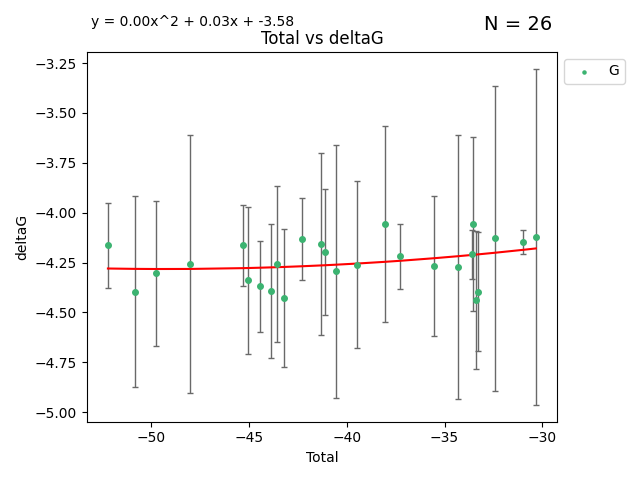 y = 0.00x^2 + 0.03x + -3.58
N = 26
Total vs deltaG
G
−3.25
−3.50
−3.75
−4.00
−4.25
−4.50
−4.75
−5.00
deltaG
−50
−45
−40
−35
−30
Total